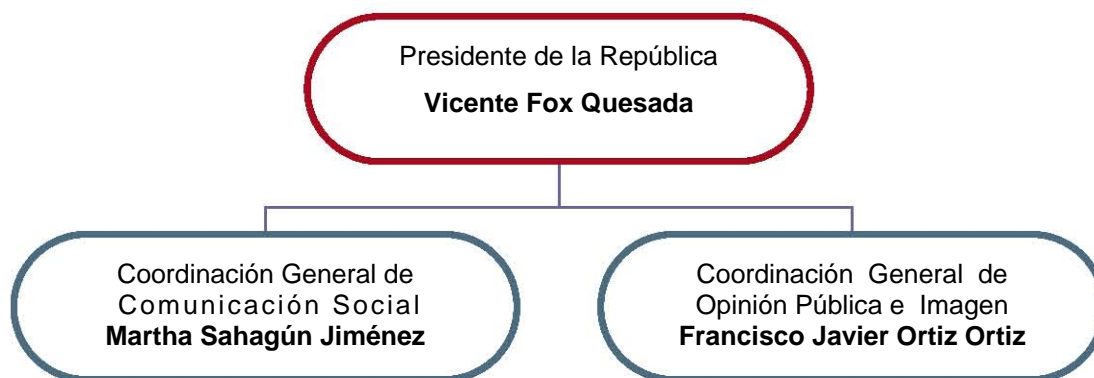 Presidente de la República
Vicente Fox Quesada
Coordinación General de
Comunicación Social
Martha Sahagún Jiménez
Coordinación General de
Opinión Pública e Imagen
Francisco Javier Ortiz Ortiz